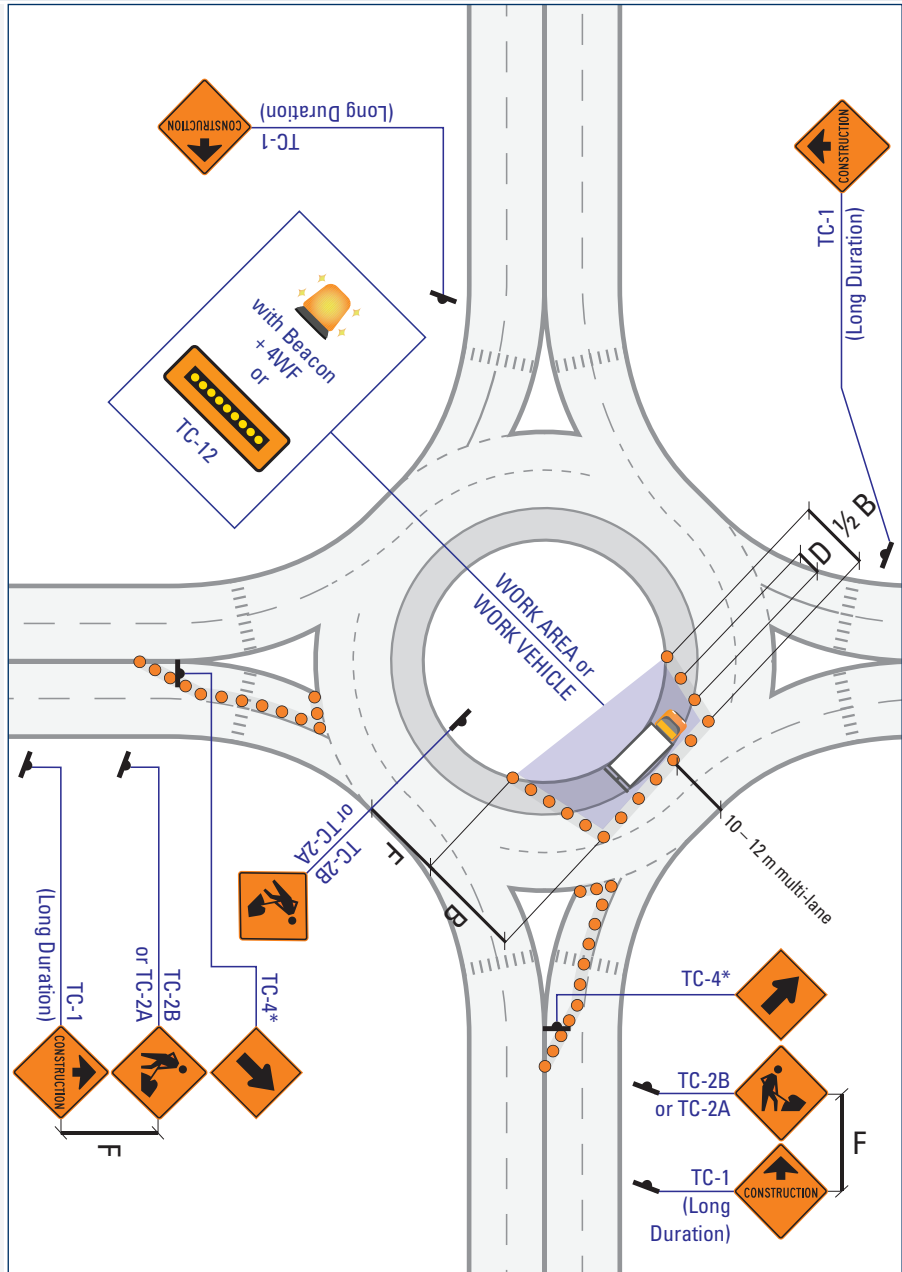 CONSTRUCTION
TC-1
(Long Duration)
CONSTRUCTION
TC-1
(Long Duration)
with Beacon
+ 4WF
or
TC-12
½ B
D
WORK AREA or
WORK VEHICLE
TC-2B
or TC-2A
F
B
10 – 12 m multi-lane
TC-4*
TC-2B
or TC-2A
TC-1
(Long Duration)
CONSTRUCTION
F
TC-4*
TC-2B
or TC-2A
F
TC-1
(Long
Duration)
CONSTRUCTION